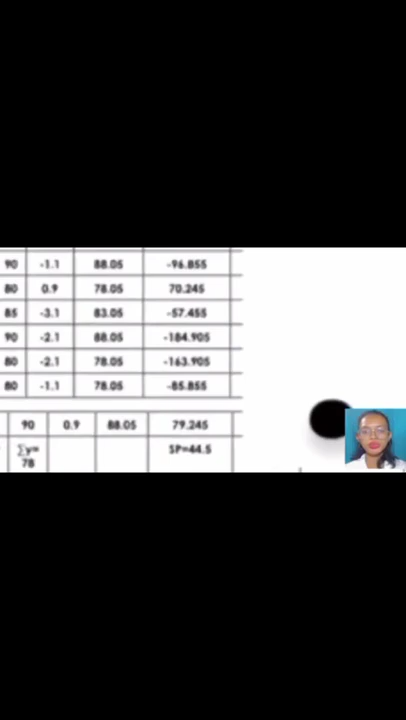 90 -1.1 88.05 -96.855
80 0.9 78.05 70.245
85 -3.1 83.05 -57.455
90 -2.1 88.05 -184.905
80 -2.1 78.05 -163.905
80 -1.1 78.05 -85.855
90 0.9 88.05 79.245
∑y= SP=44.5
78